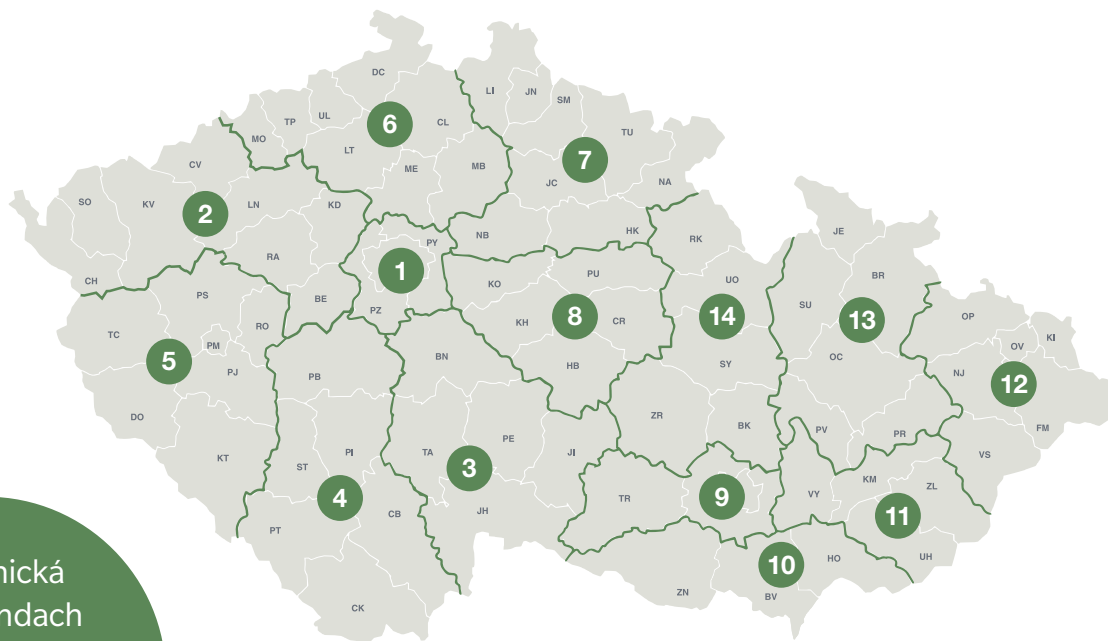 DC
LI
JN
SM
TP
UL
CL
6
MO
TU
LT
7
CV
ME
MB
JC
NA
SO
KV
2
LN
KD
NB
HK
RK
JE
PY
RA
1
CH
KO
PU
UO
BR
PS
BE
PZ
SU
KH
8
CR
14
13
OP
RO
TC
PM
OV
KI
5
PJ
BN
HB
SY
OC
NJ
12
PB
DO
ZR
BK
PV
PR
FM
PE
KT
ST
PI
TA
3
JI
VS
4
TR
9
VY
KM
ZL
PT
CB
JH
11
10
HO
UH
ZN
BV
CK
nická
ndach